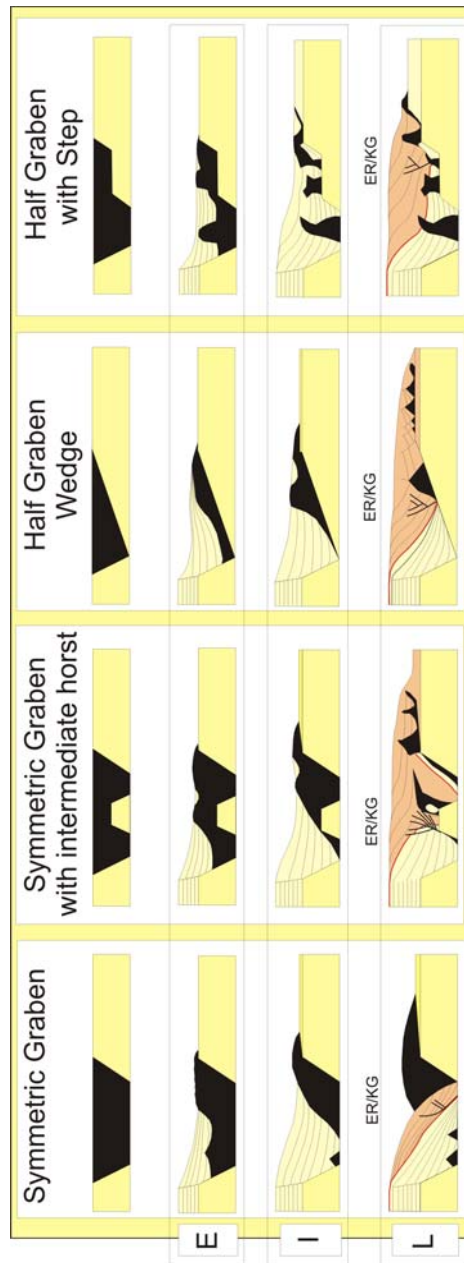 Symmetric Graben
Symmetric Graben
with intermediate horst
Half Graben
Wedge
Half Graben
with Step
E
I
ER/KG
ER/KG
ER/KG
ER/KG
L